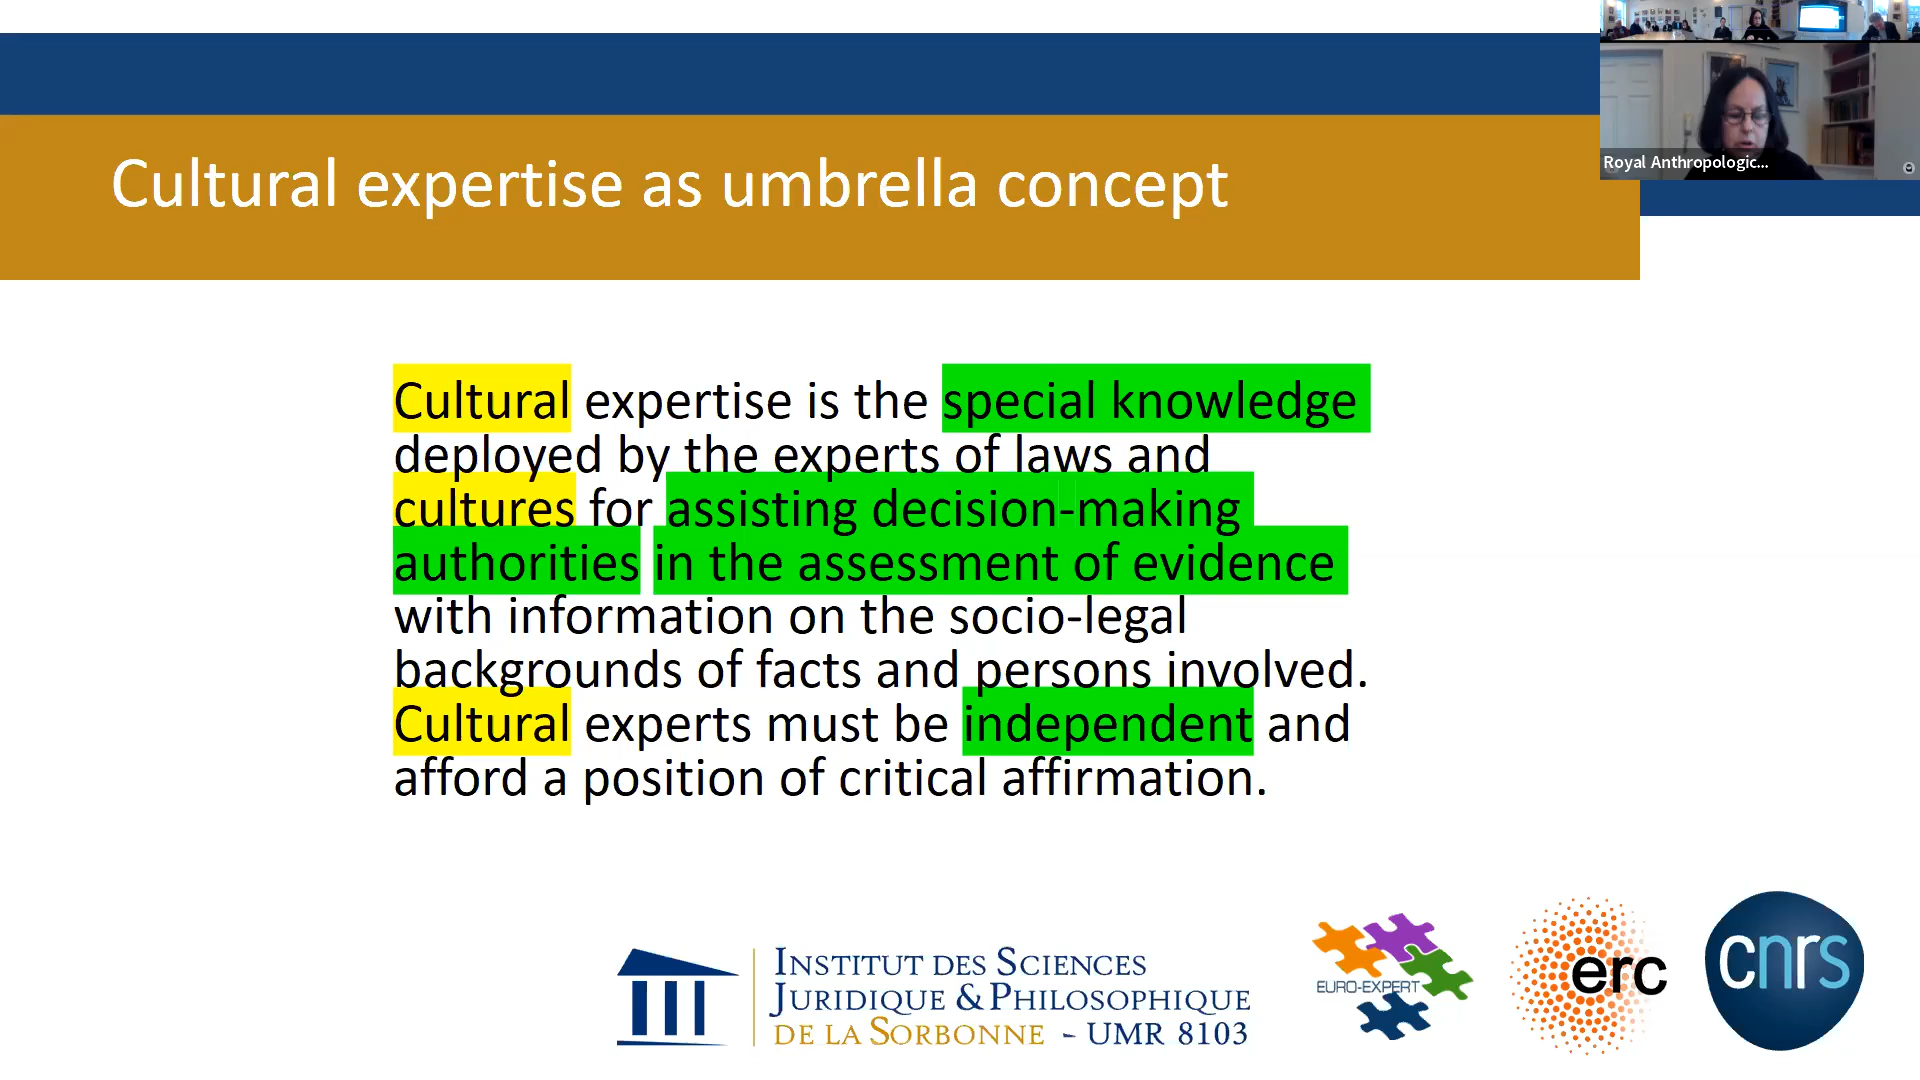 Royal Anthropologic...
Cultural expertise as umbrella concept
Cultural expertise is the special knowledge
deployed by the experts of laws and
cultures for assisting decision-making
authorities in the assessment of evidence
with information on the socio-legal
backgrounds of facts and persons involved.
Cultural experts must be independent and
afford a position of critical affirmation.
INSTITUT DES SCIENCES
JURIDIQUE & PHILOSOPHIQUE
DE LA SORBONNE - UMR 8103
EURO-EXPERT
erc
cnrs